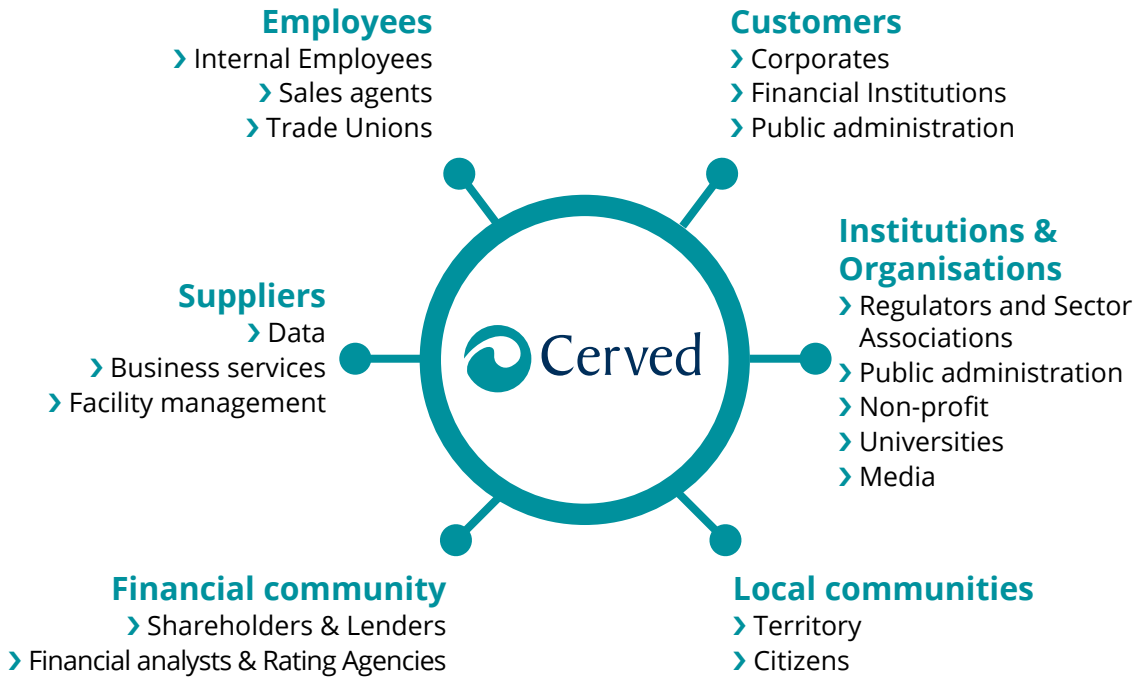 Employees
› Internal Employees
› Sales agents
› Trade Unions
Customers
› Corporates
› Financial Institutions
› Public administration
Suppliers
› Data
› Business services
› Facility management
Cerved
Institutions &
Organisations
› Regulators and Sector
Associations
› Public administration
› Non-profit
› Universities
› Media
Financial community
› Shareholders & Lenders
› Financial analysts & Rating Agencies
Local communities
› Territory
› Citizens